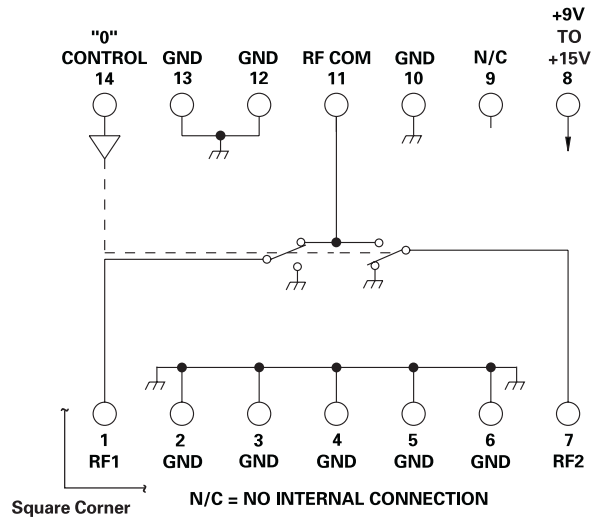 +9V
"0" TO
CONTROL GND GND RF COM GND N/C +15V
14 13 12 11 10 9 8
1 2 3 4 5 6 7
RF1 GND GND GND GND GND RF2
N/C = NO INTERNAL CONNECTION
Square Corner